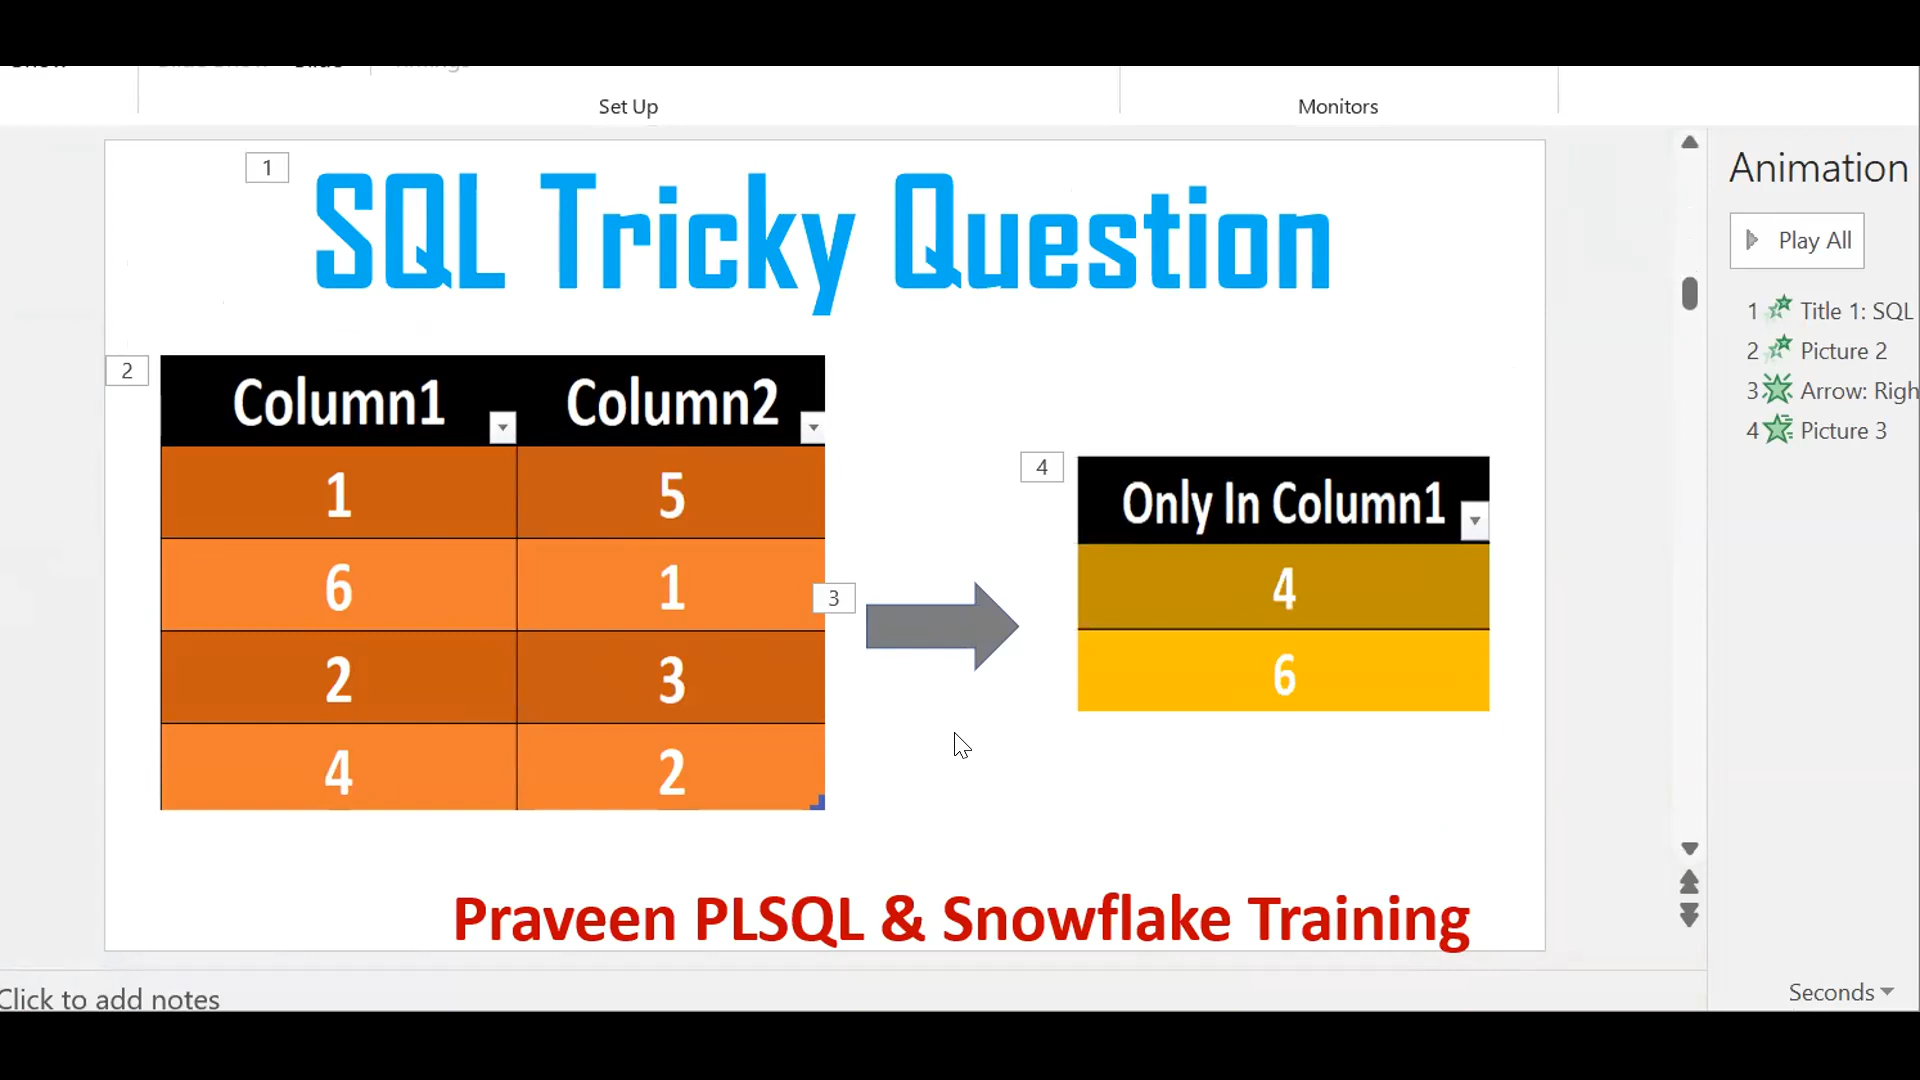 Set Up
Monitors
1
SQL Tricky Question
2
Column1 Column2
1 5
6 1
2 3
4 2
3
4
Only In Column1
4
6
Praveen PLSQL & Snowflake Training
Click to add notes
Animation
Play All
1 Title 1: SQL
2 Picture 2
3 Arrow: Righ
4 Picture 3
Seconds